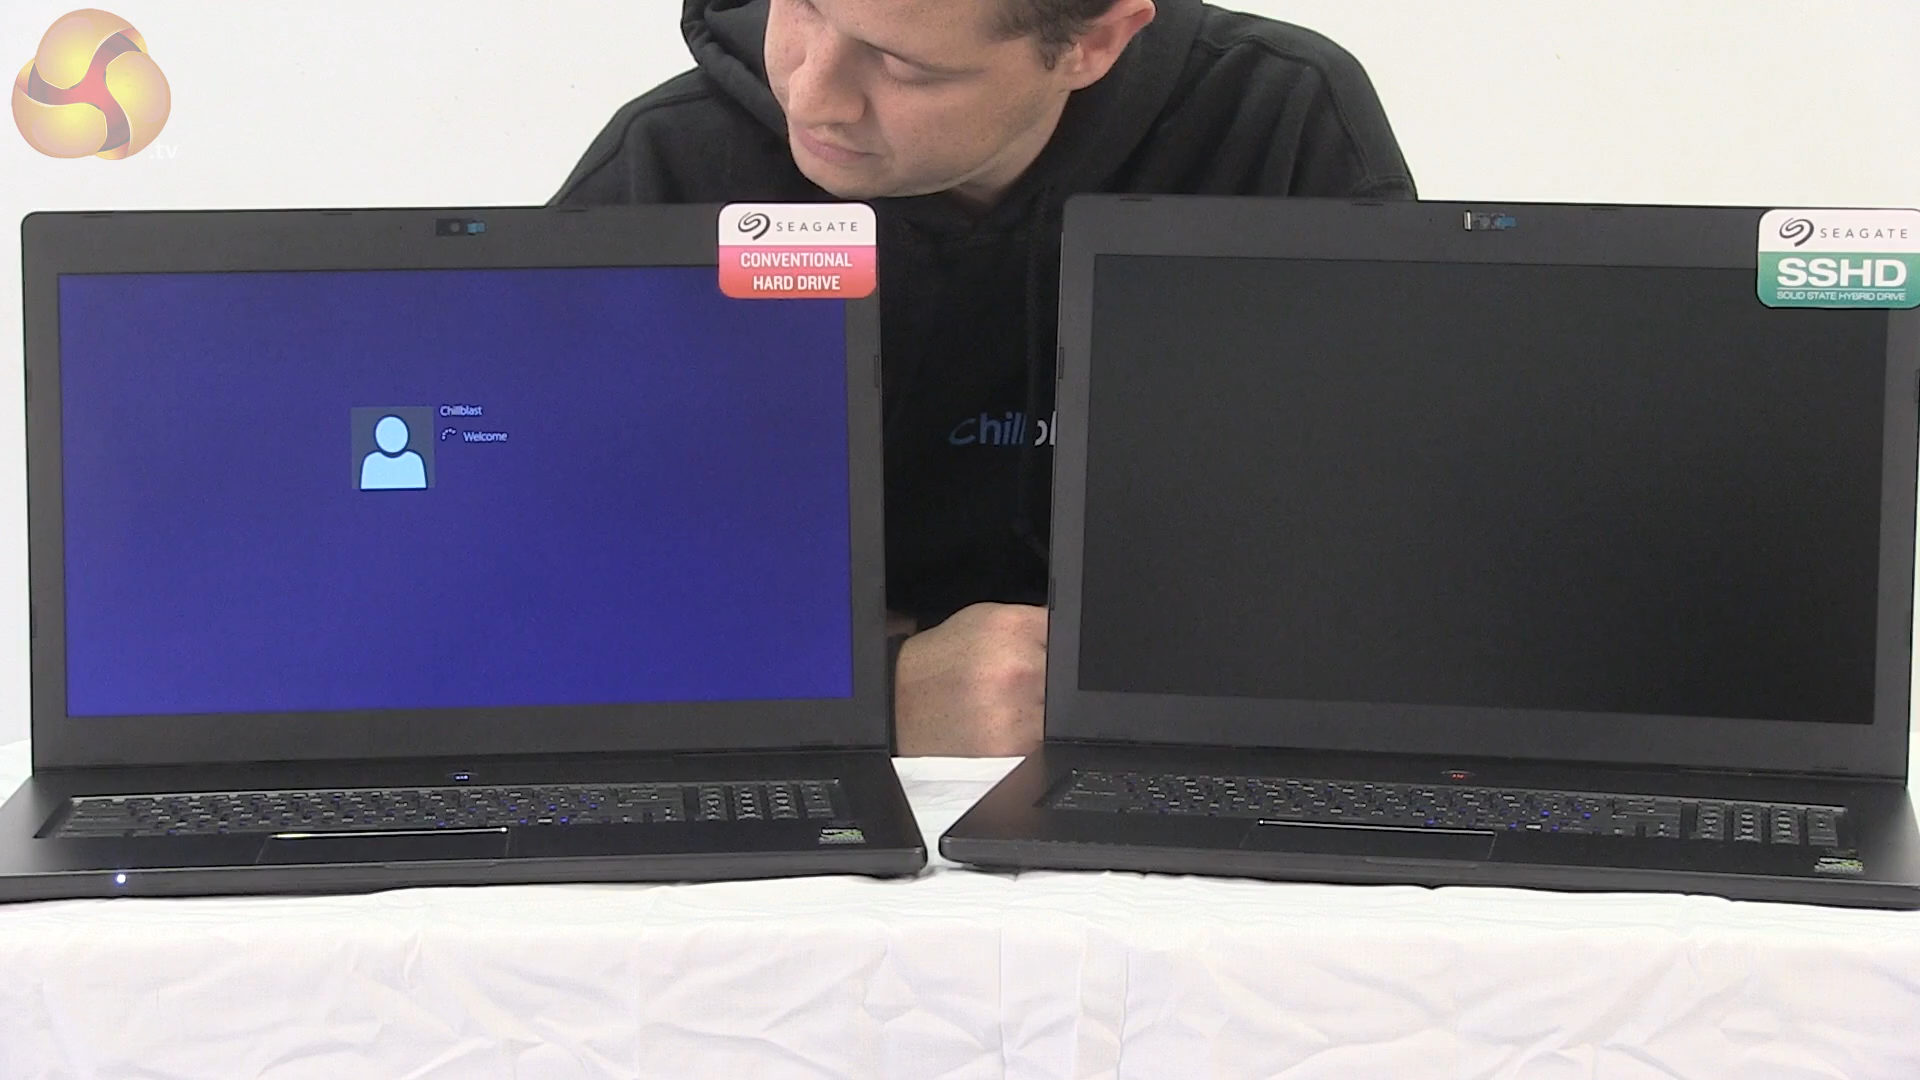 .tv
SEAGATE
CONVENTIONAL
HARD DRIVE
SEAGATE
SSHD
SOLID STATE HYBRID DRIVE
Chillblast
Welcome